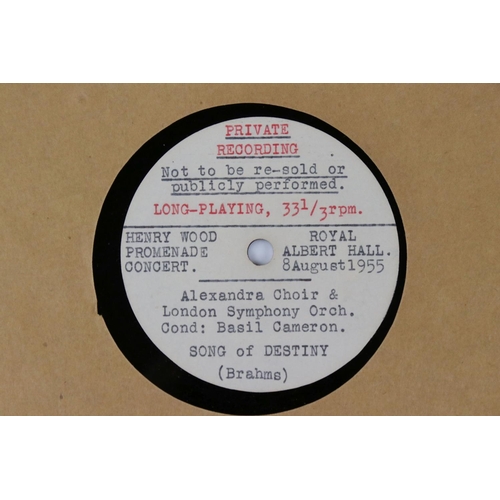 PRIVATE
RECORDING
Not to be re-sold or
publicly performed.
LONG-PLAYING, 331/3rpm.
HENRY WOOD
PROMENADE
CONCERT.
ROYAL
ALBERT HALL.
8August1955
Alexandra Choir &
London Symphony Orch.
Cond: Basil Cameron.
SONG of DESTINY
(Brahms)